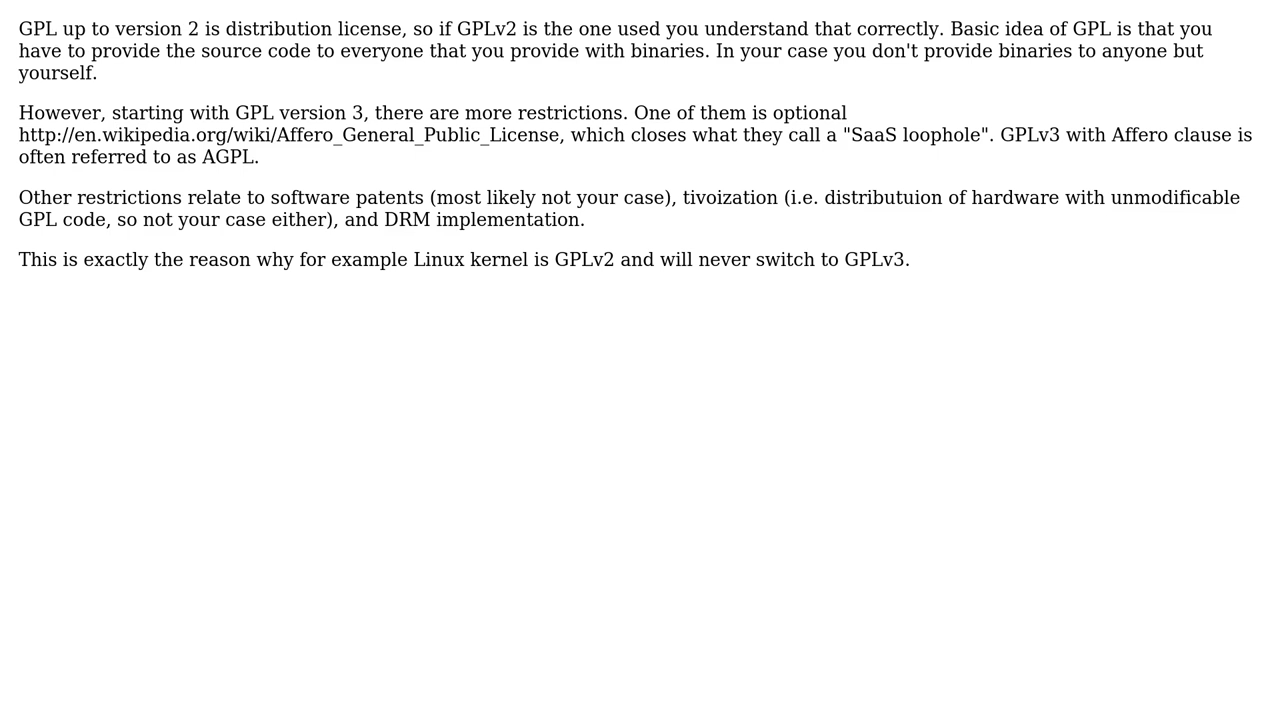 GPL up to version 2 is distribution license, so if GPLv2 is the one used you understand that correctly. Basic idea of GPL is that you
have to provide the source code to everyone that you provide with binaries. In your case you don't provide binaries to anyone but
yourself.
However, starting with GPL version 3, there are more restrictions. One of them is optional
http://en.wikipedia.org/wiki/Affero_General_Public_License, which closes what they call a "SaaS loophole". GPLv3 with Affero clause is
often referred to as AGPL.
Other restrictions relate to software patents (most likely not your case), tivoization (i.e. distributuion of hardware with unmodificable
GPL code, so not your case either), and DRM implementation.
This is exactly the reason why for example Linux kernel is GPLv2 and will never switch to GPLv3.